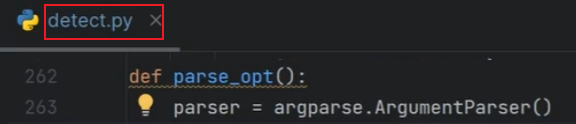 detect.py
262 def parse_opt():
263 parser = argparse.ArgumentParser()